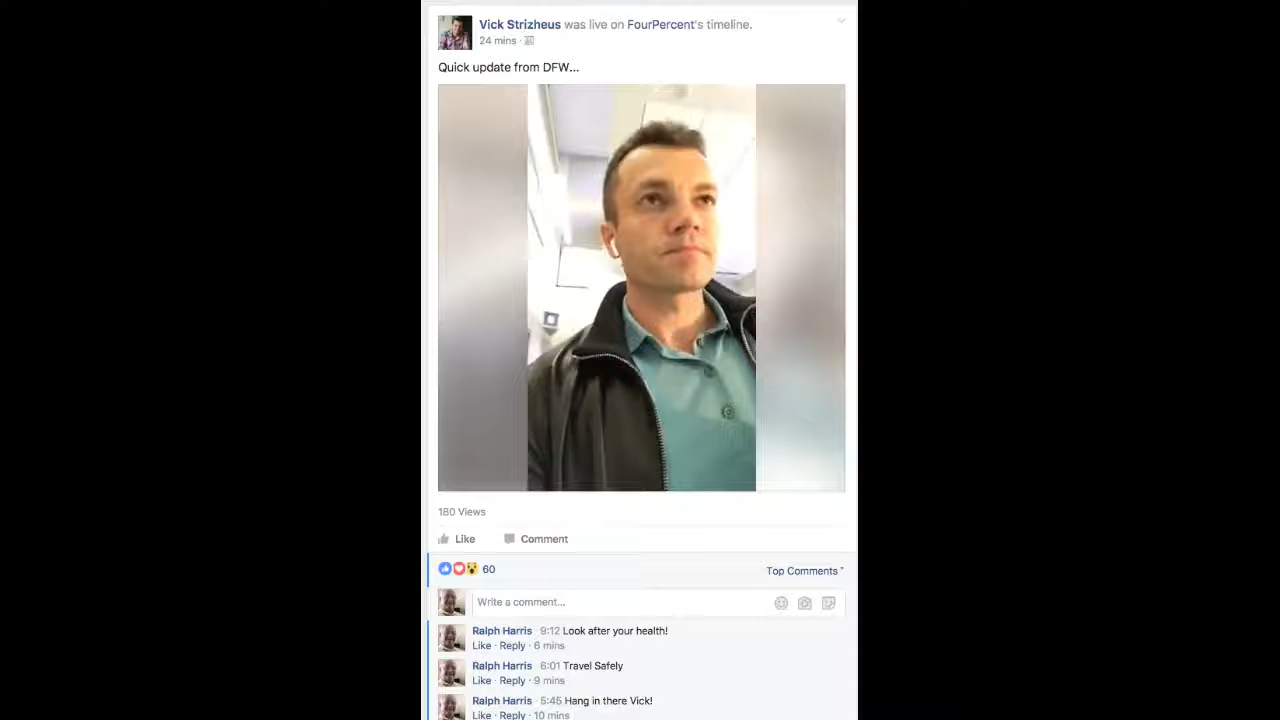 Vick Strizheus was live on FourPercent's timeline.
24 mins ·
Quick update from DFW...
180 Views
Like Comment
60 Top Comments
Write a comment...
Ralph Harris · 9:12 Look after your health!
Like · Reply · 6 mins
Ralph Harris · 6:01 Travel Safely
Like · Reply · 9 mins
Ralph Harris · 5:45 Hang in there Vick!
Like · Reply · 10 mins